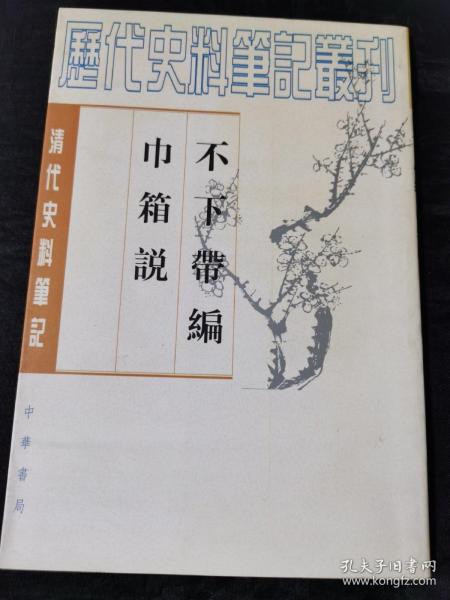 歷代史料筆記叢刊
不下帶編
巾箱説
清代史料筆記
中華書局
孔夫子旧书网
www.kongfz.com